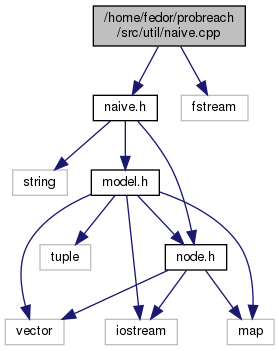 /home/fedor/probreach
/src/util/naive.cpp
naive.h
fstream
string
model.h
tuple
node.h
vector
iostream
map